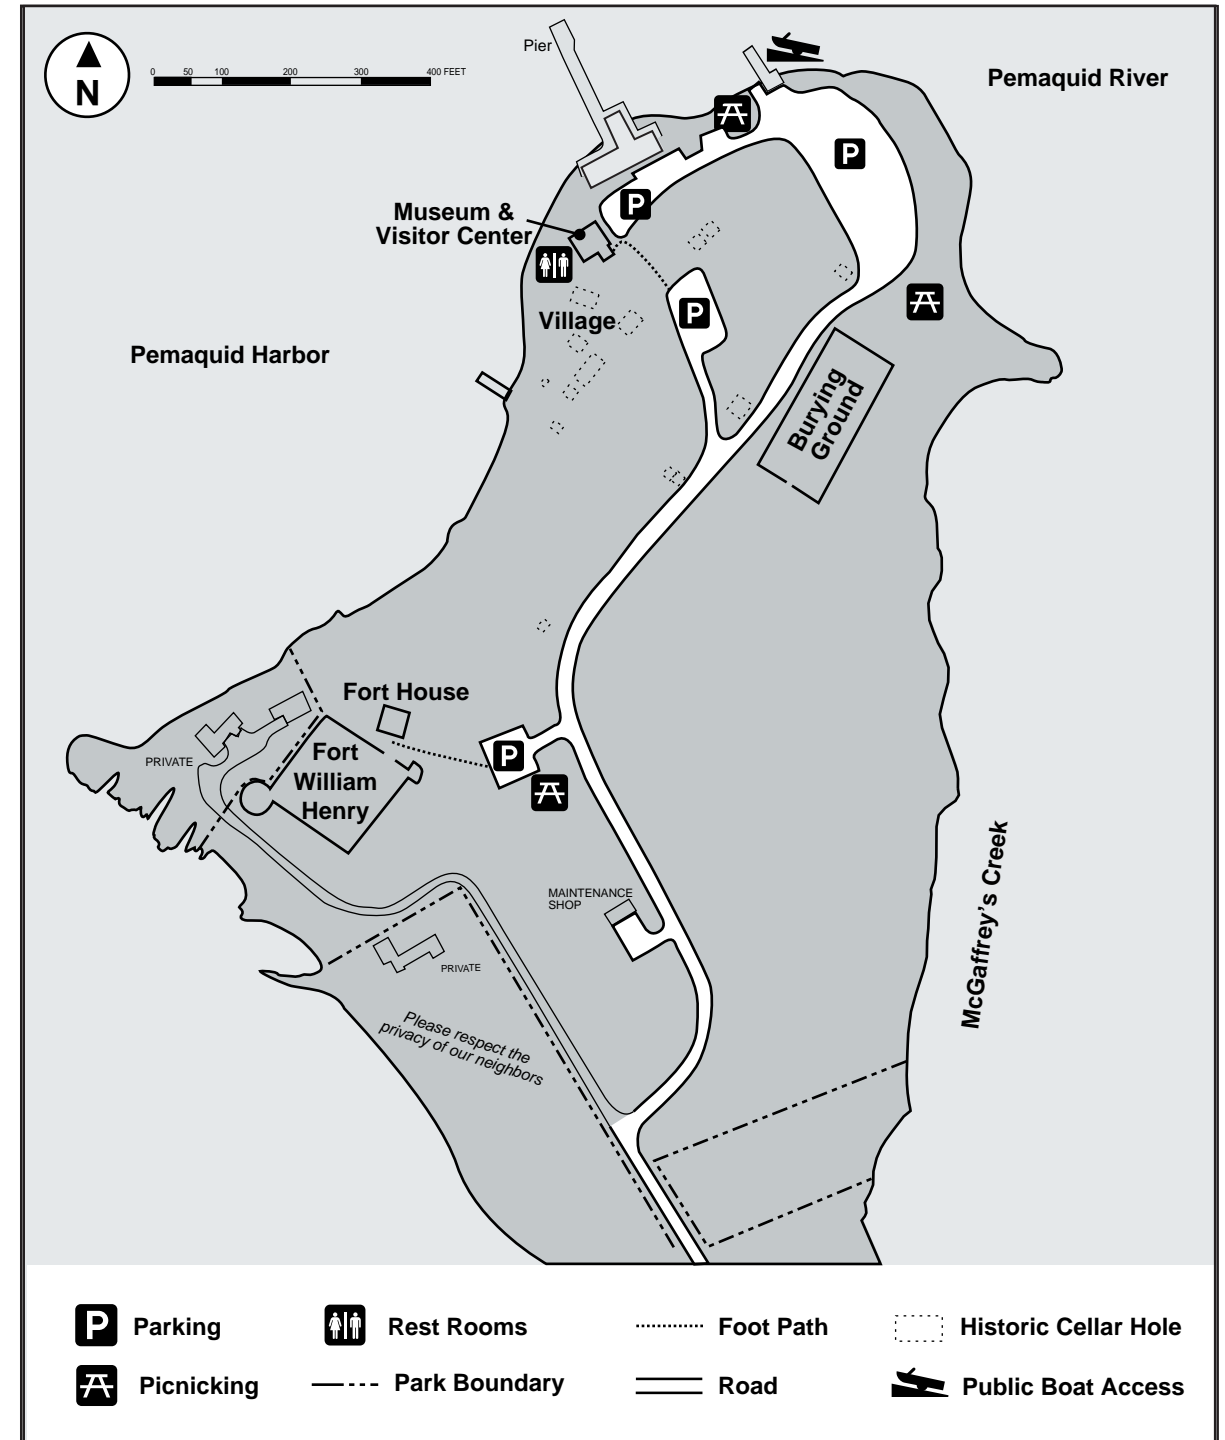 Pier
0 50 100 200 300 400 FEET
N
Pemaquid River
P
P
Museum &
Visitor Center
P
Village
Pemaquid Harbor
Burying
Ground
Fort House
P
PRIVATE
Fort
William
Henry
McGaffrey's Creek
MAINTENANCE
SHOP
PRIVATE
Please respect the
privacy of our neighbors
P Parking
Rest Rooms
Foot Path
Historic Cellar Hole
Picnicking
Park Boundary
Road
Public Boat Access